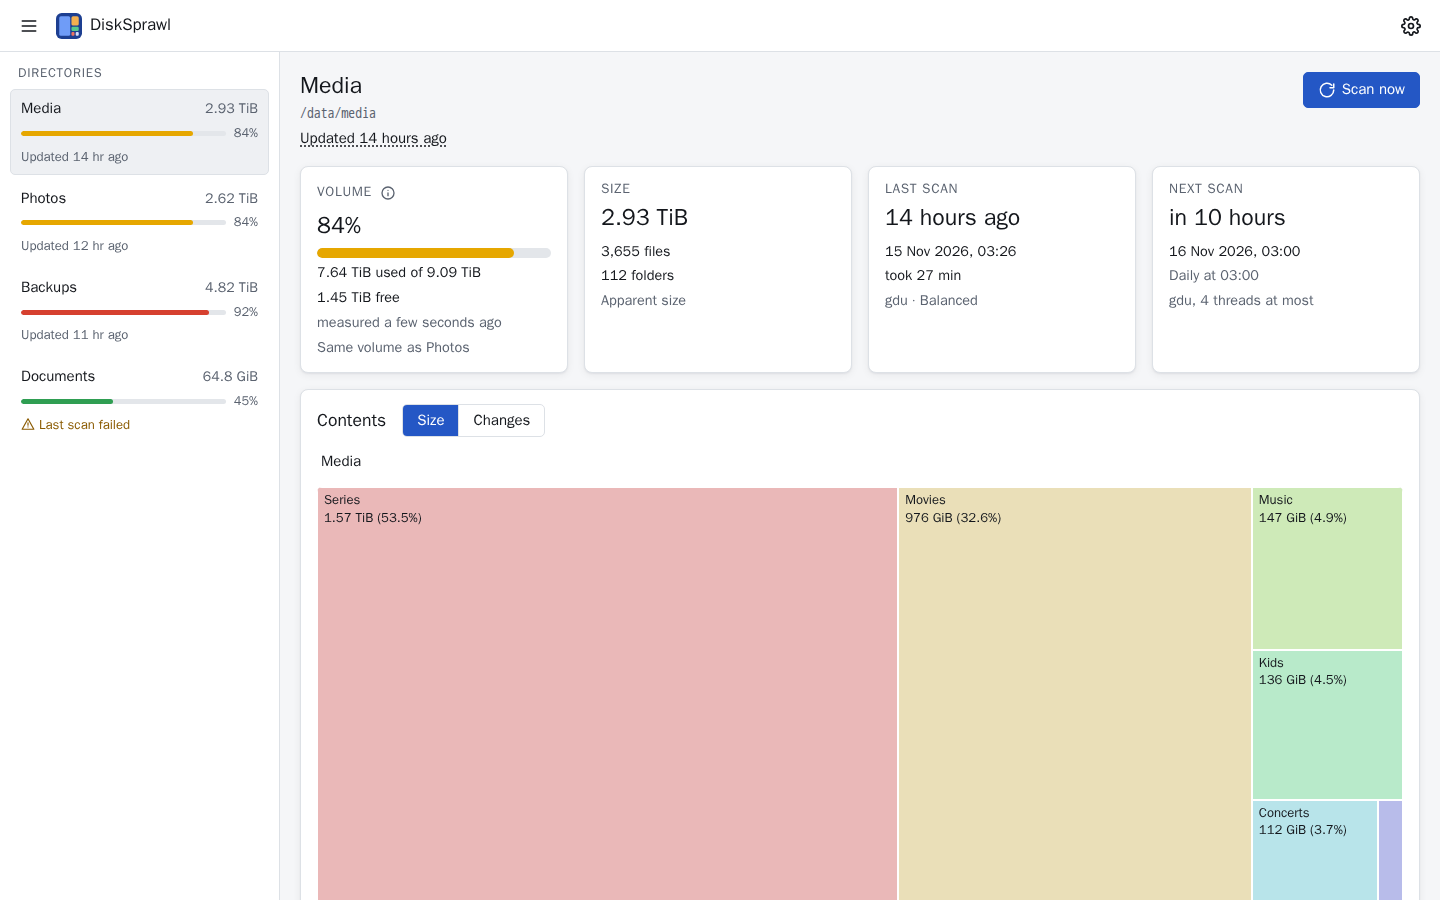 DiskSprawl
DIRECTORIES
Media 2.93 TiB
84%
Updated 14 hr ago
Photos 2.62 TiB
84%
Updated 12 hr ago
Backups 4.82 TiB
92%
Updated 11 hr ago
Documents 64.8 GiB
45%
Last scan failed
Media
/data/media
Updated 14 hours ago
Scan now
VOLUME
84%
7.64 TiB used of 9.09 TiB
1.45 TiB free
measured a few seconds ago
Same volume as Photos
SIZE
2.93 TiB
3,655 files
112 folders
Apparent size
LAST SCAN
14 hours ago
15 Nov 2026, 03:26
took 27 min
gdu · Balanced
NEXT SCAN
in 10 hours
16 Nov 2026, 03:00
Daily at 03:00
gdu, 4 threads at most
Contents Size Changes
Media
Series
1.57 TiB (53.5%)
Movies
976 GiB (32.6%)
Music
147 GiB (4.9%)
Kids
136 GiB (4.5%)
Concerts
112 GiB (3.7%)